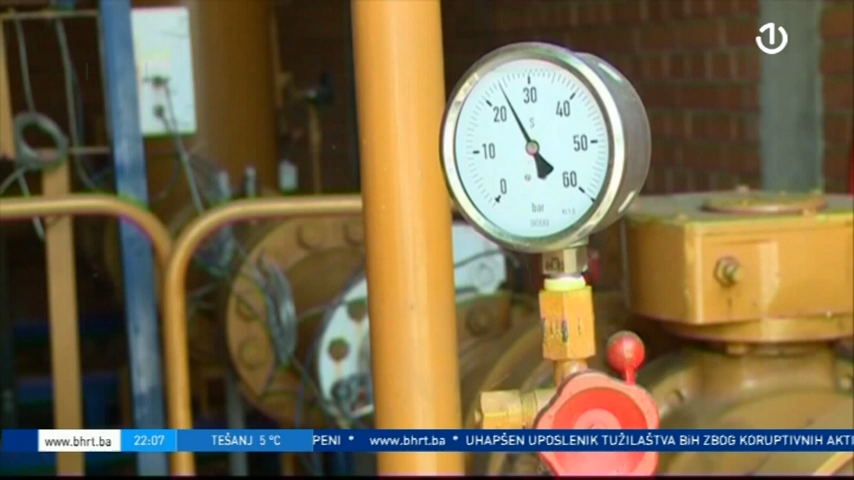 1
30
20
40
S
10
50
60
0
bar
www.bhrt.ba 22:07 TEŠANJ 5 °C PENI * www.bhrt.ba * UHAPŠEN UPOSLENIK TUŽILAŠTVA BiH ZBOG KORUPTIVNIH AKTI